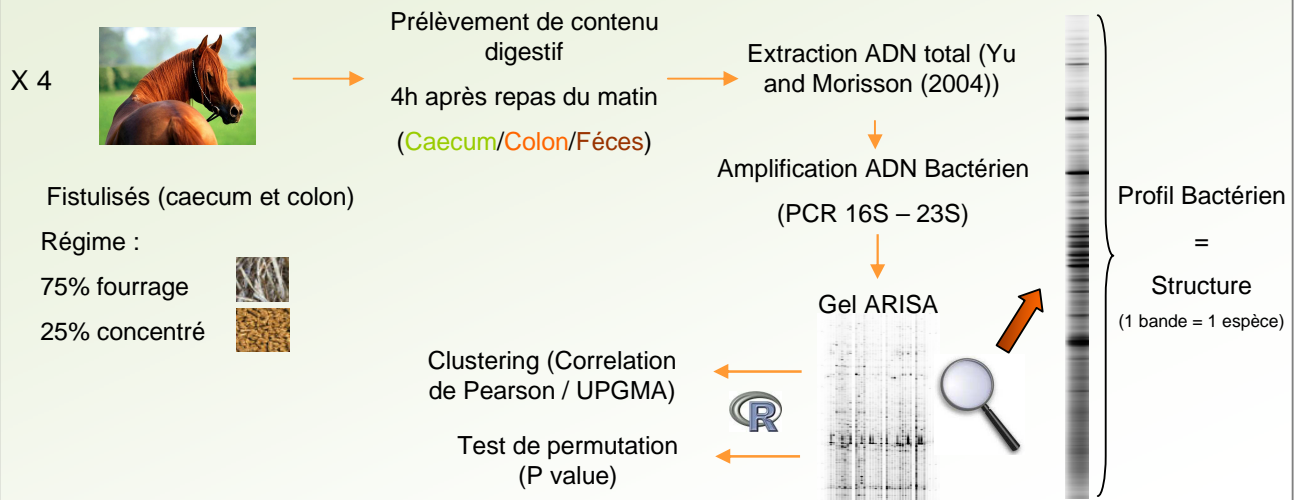 X 4
Fistulisés (caecum et colon)
Régime :
75% fourrage
25% concentré
Prélèvement de contenu
digestif
4h après repas du matin
(Caecum/Colon/Féces)
Extraction ADN total (Yu
and Morisson (2004))
Amplification ADN Bactérien
(PCR 16S – 23S)
Gel ARISA
Clustering (Correlation
de Pearson / UPGMA)
R
Test de permutation
(P value)
Profil Bactérien
=
Structure
(1 bande = 1 espèce)